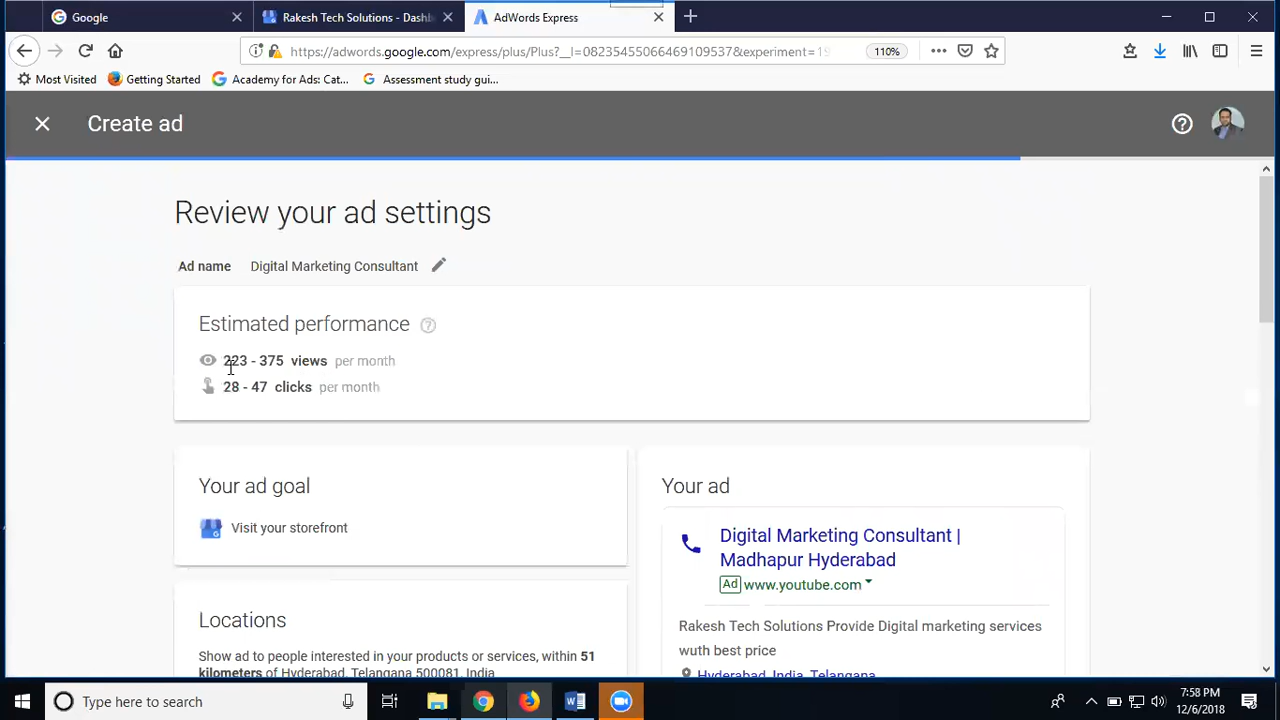 Google
Rakesh Tech Solutions - Dashb
AdWords Express
https://adwords.google.com/express/plus/Plus?__l=08235455066469109537&experiment=19
110%
Most Visited
Getting Started
Academy for Ads: Cat...
Assessment study gui...
Create ad
Review your ad settings
Ad name Digital Marketing Consultant
Estimated performance
223 - 375 views per month
28 - 47 clicks per month
Your ad goal
Visit your storefront
Your ad
Digital Marketing Consultant |
Madhapur Hyderabad
Ad www.youtube.com
Rakesh Tech Solutions Provide Digital marketing services
wuth best price
Hyderabad, India, Telangana
Locations
Show ad to people interested in your products or services, within 51
kilometers of Hyderabad, Telangana 500081, India
Type here to search
7:58 PM
12/6/2018